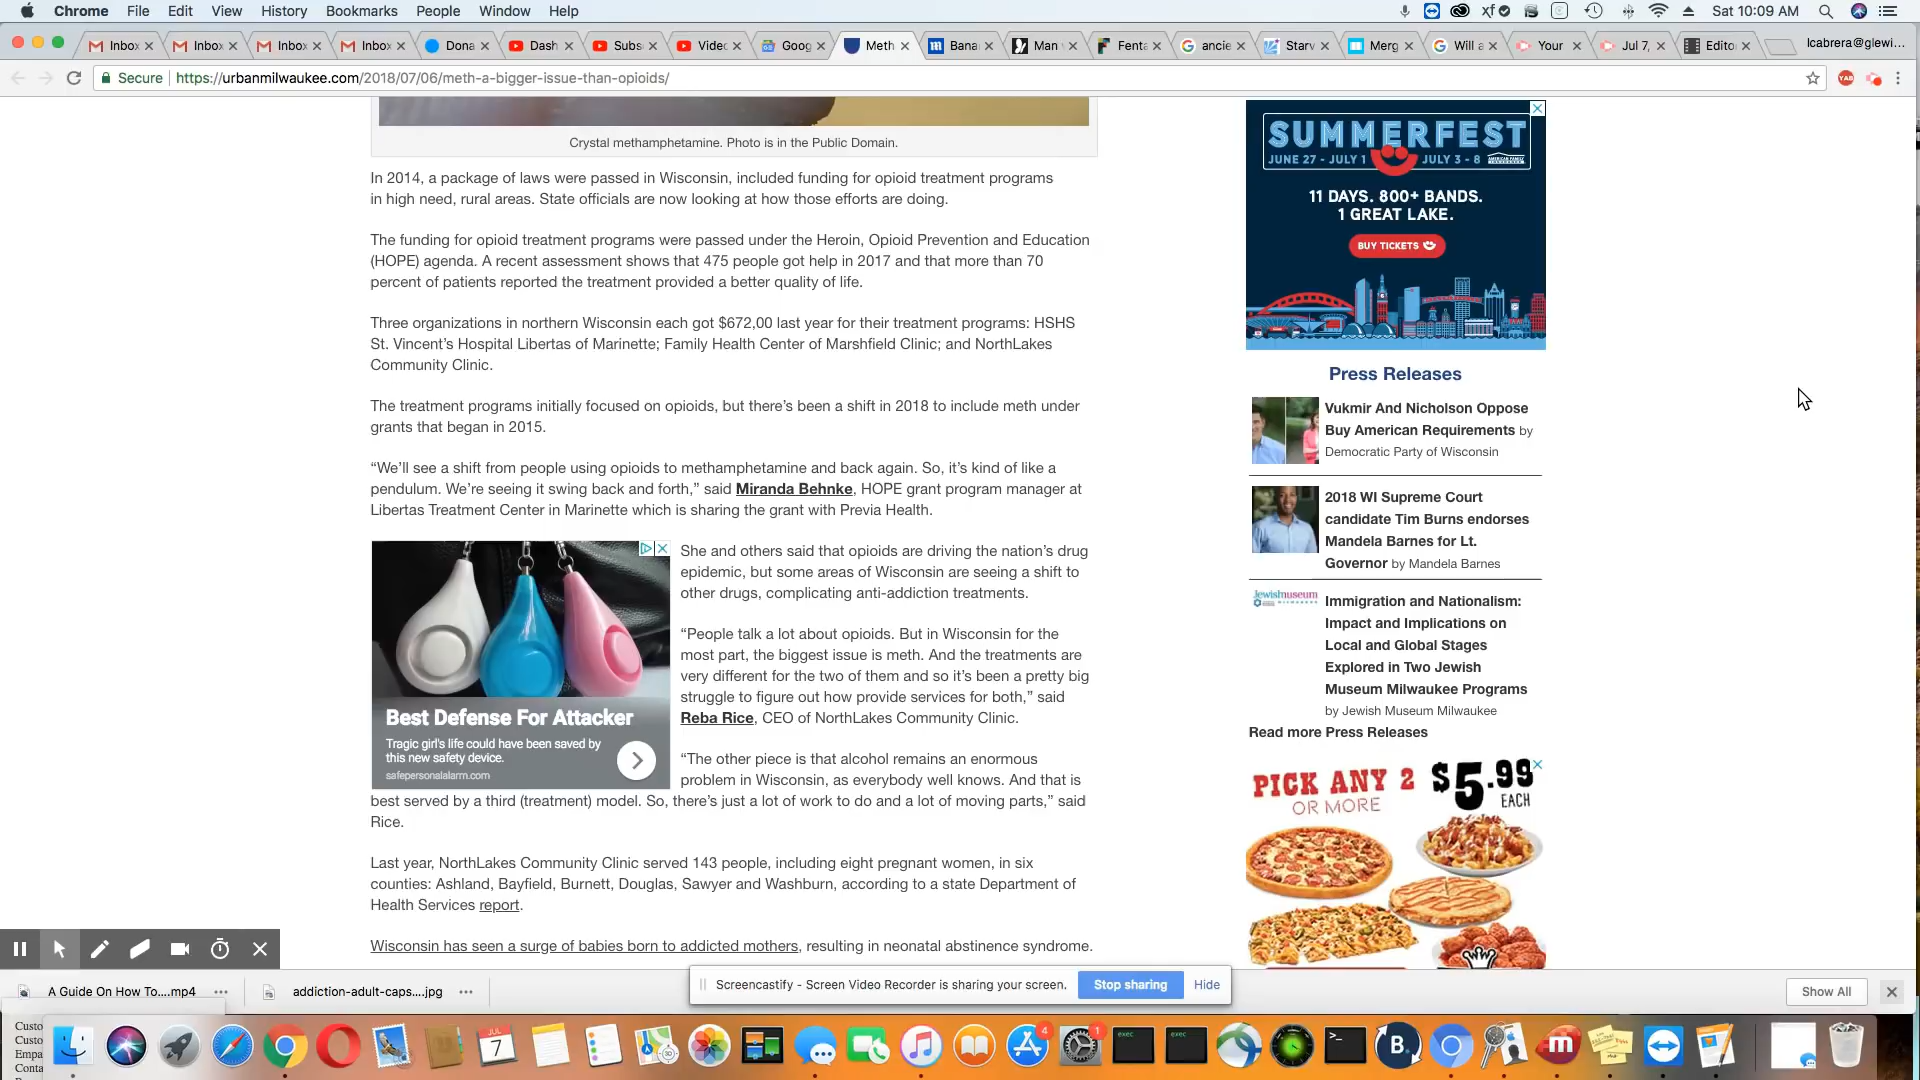 Chrome File Edit View History Bookmarks People Window Help
Sat 10:09 AM
Inbox
Inbox
Inbox
Inbox
Dona
Dash
Subs
Video
Goog
Meth
Bana
Man
Fenta
ancie
Starv
Merg
Will a
Your
Jul 7,
Edito
lcabrera@glewi...
Secure https://urbanmilwaukee.com/2018/07/06/meth-a-bigger-issue-than-opioids/
Crystal methamphetamine. Photo is in the Public Domain.
In 2014, a package of laws were passed in Wisconsin, included funding for opioid treatment programs
in high need, rural areas. State officials are now looking at how those efforts are doing.
The funding for opioid treatment programs were passed under the Heroin, Opioid Prevention and Education
(HOPE) agenda. A recent assessment shows that 475 people got help in 2017 and that more than 70
percent of patients reported the treatment provided a better quality of life.
Three organizations in northern Wisconsin each got $672,00 last year for their treatment programs: HSHS
St. Vincent’s Hospital Libertas of Marinette; Family Health Center of Marshfield Clinic; and NorthLakes
Community Clinic.
The treatment programs initially focused on opioids, but there’s been a shift in 2018 to include meth under
grants that began in 2015.
“We’ll see a shift from people using opioids to methamphetamine and back again. So, it’s kind of like a
pendulum. We’re seeing it swing back and forth,” said Miranda Behnke, HOPE grant program manager at
Libertas Treatment Center in Marinette which is sharing the grant with Previa Health.
Best Defense For Attacker
Tragic girl's life could have been saved by
this new safety device.
safepersonalalarm.com
She and others said that opioids are driving the nation’s drug
epidemic, but some areas of Wisconsin are seeing a shift to
other drugs, complicating anti-addiction treatments.
“People talk a lot about opioids. But in Wisconsin for the
most part, the biggest issue is meth. And the treatments are
very different for the two of them and so it’s been a pretty big
struggle to figure out how provide services for both,” said
Reba Rice, CEO of NorthLakes Community Clinic.
“The other piece is that alcohol remains an enormous
problem in Wisconsin, as everybody well knows. And that is
best served by a third (treatment) model. So, there’s just a lot of work to do and a lot of moving parts,” said
Rice.
Last year, NorthLakes Community Clinic served 143 people, including eight pregnant women, in six
counties: Ashland, Bayfield, Burnett, Douglas, Sawyer and Washburn, according to a state Department of
Health Services report.
Wisconsin has seen a surge of babies born to addicted mothers, resulting in neonatal abstinence syndrome.
SUMMERFEST
JUNE 27 - JULY 1 JULY 3 - 8
11 DAYS. 800+ BANDS.
1 GREAT LAKE.
BUY TICKETS
Press Releases
Vukmir And Nicholson Oppose
Buy American Requirements by
Democratic Party of Wisconsin
2018 WI Supreme Court
candidate Tim Burns endorses
Mandela Barnes for Lt.
Governor by Mandela Barnes
jewishmuseum
Immigration and Nationalism:
Impact and Implications on
Local and Global Stages
Explored in Two Jewish
Museum Milwaukee Programs
by Jewish Museum Milwaukee
Read more Press Releases
PICK ANY 2 $5.99
OR MORE EACH
A Guide On How To....mp4
addiction-adult-caps....jpg
Screencastify - Screen Video Recorder is sharing your screen. Stop sharing Hide
Show All
Custo
Custo
Empa
Conta
JUL
7
exec
exec
B.
4
1